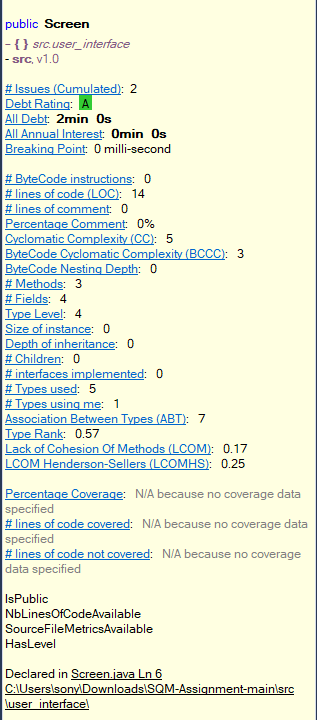 public Screen
– { } src.user_interface
- src, v1.0
# Issues (Cumulated): 2
Debt Rating: A
All Debt: 2min 0s
All Annual Interest: 0min 0s
Breaking Point: 0 milli-second
# ByteCode instructions: 0
# lines of code (LOC): 14
# lines of comment: 0
Percentage Comment: 0%
Cyclomatic Complexity (CC): 5
ByteCode Cyclomatic Complexity (BCCC): 3
ByteCode Nesting Depth: 0
# Methods: 3
# Fields: 4
Type Level: 4
Size of instance: 0
Depth of inheritance: 0
# Children: 0
# interfaces implemented: 0
# Types used: 5
# Types using me: 1
Association Between Types (ABT): 7
Type Rank: 0.57
Lack of Cohesion Of Methods (LCOM): 0.17
LCOM Henderson-Sellers (LCOMHS): 0.25
Percentage Coverage: N/A because no coverage data
specified
# lines of code covered: N/A because no coverage data
specified
# lines of code not covered: N/A because no coverage
data specified
IsPublic
NbLinesOfCodeAvailable
SourceFileMetricsAvailable
HasLevel
Declared in Screen.java Ln 6
C:\Users\sony\Downloads\SQM-Assignment-main\src
\user_interface\